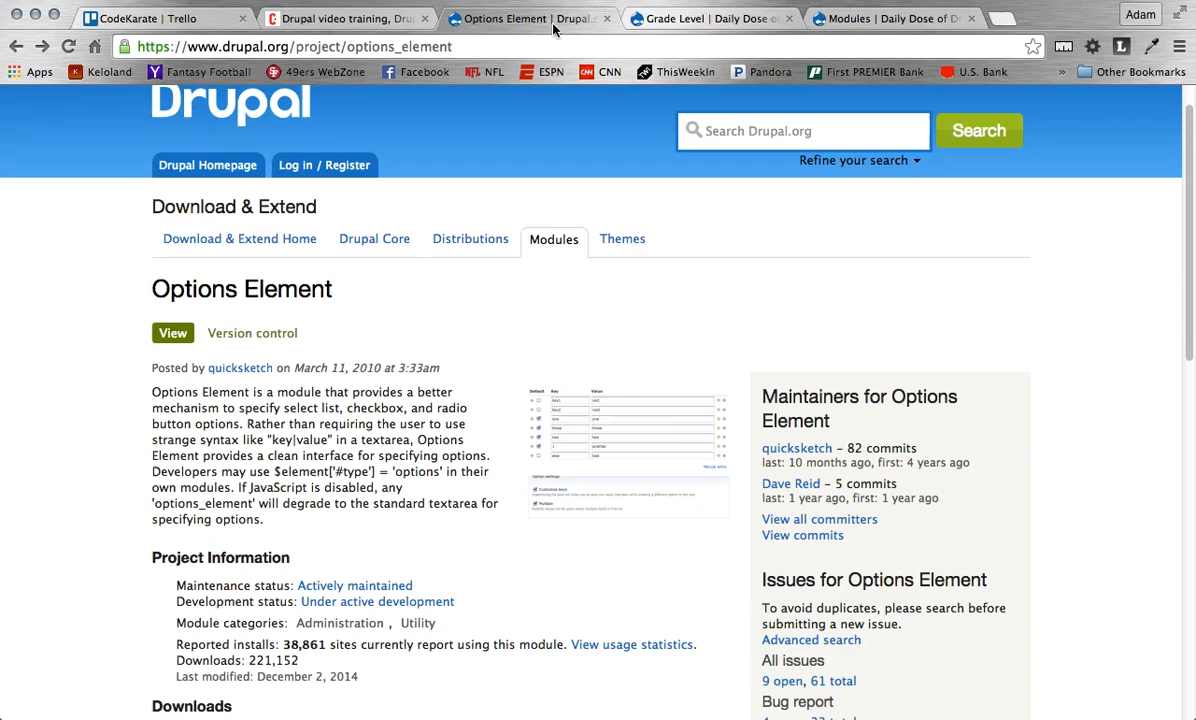 CodeKarate | Trello
Drupal video training, Dru
Options Element | Drupal.
Grade Level | Daily Dose o
Modules | Daily Dose of D
Adam
https://www.drupal.org/project/options_element
Apps
Keloland
Fantasy Football
49ers WebZone
Facebook
NFL
ESPN
CNN
ThisWeekIn
Pandora
First PREMIER Bank
U.S. Bank
»
Other Bookmarks
Drupal
Search Drupal.org
Search
Refine your search
Drupal Homepage
Log in / Register
Download & Extend
Download & Extend Home
Drupal Core
Distributions
Modules
Themes
Options Element
View
Version control
Posted by quicksketch on March 11, 2010 at 3:33am
Options Element is a module that provides a better
mechanism to specify select list, checkbox, and radio
button options. Rather than requiring the user to use
strange syntax like "key|value" in a textarea, Options
Element provides a clean interface for specifying options.
Developers may use $element['#type'] = 'options' in their
own modules. If JavaScript is disabled, any
'options_element' will degrade to the standard textarea for
specifying options.
Default Key Value
Manual entry
Option settings
Customize keys
Multiple
Project Information
Maintenance status: Actively maintained
Development status: Under active development
Module categories: Administration , Utility
Reported installs: 38,861 sites currently report using this module. View usage statistics.
Downloads: 221,152
Last modified: December 2, 2014
Downloads
Maintainers for Options
Element
quicksketch – 82 commits
last: 10 months ago, first: 4 years ago
Dave Reid – 5 commits
last: 1 year ago, first: 1 year ago
View all committers
View commits
Issues for Options Element
To avoid duplicates, please search before
submitting a new issue.
Advanced search
All issues
9 open, 61 total
Bug report